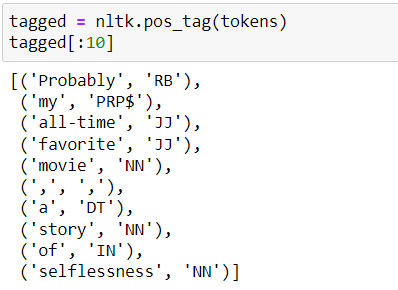 tagged = nltk.pos_tag(tokens)
tagged[:10]
[('Probably', 'RB'),
 ('my', 'PRP$'),
 ('all-time', 'JJ'),
 ('favorite', 'JJ'),
 ('movie', 'NN'),
 (',', ','),
 ('a', 'DT'),
 ('story', 'NN'),
 ('of', 'IN'),
 ('selflessness', 'NN')]